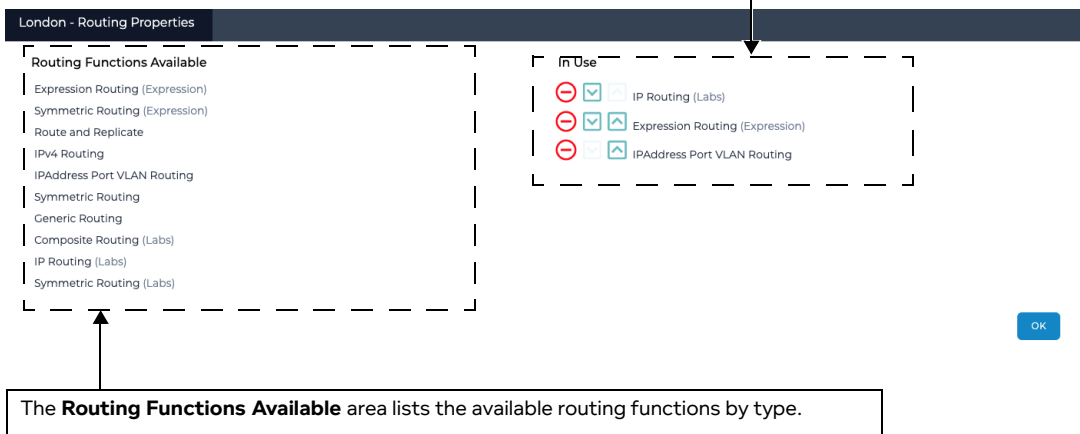 London - Routing Properties
Routing Functions Available
Expression Routing (Expression)
Symmetric Routing (Expression)
Route and Replicate
IPv4 Routing
IPAddress Port VLAN Routing
Symmetric Routing
Generic Routing
Composite Routing (Labs)
IP Routing (Labs)
Symmetric Routing (Labs)
In Use
IP Routing (Labs)
Expression Routing (Expression)
IPAddress Port VLAN Routing
OK
The Routing Functions Available area lists the available routing functions by type.